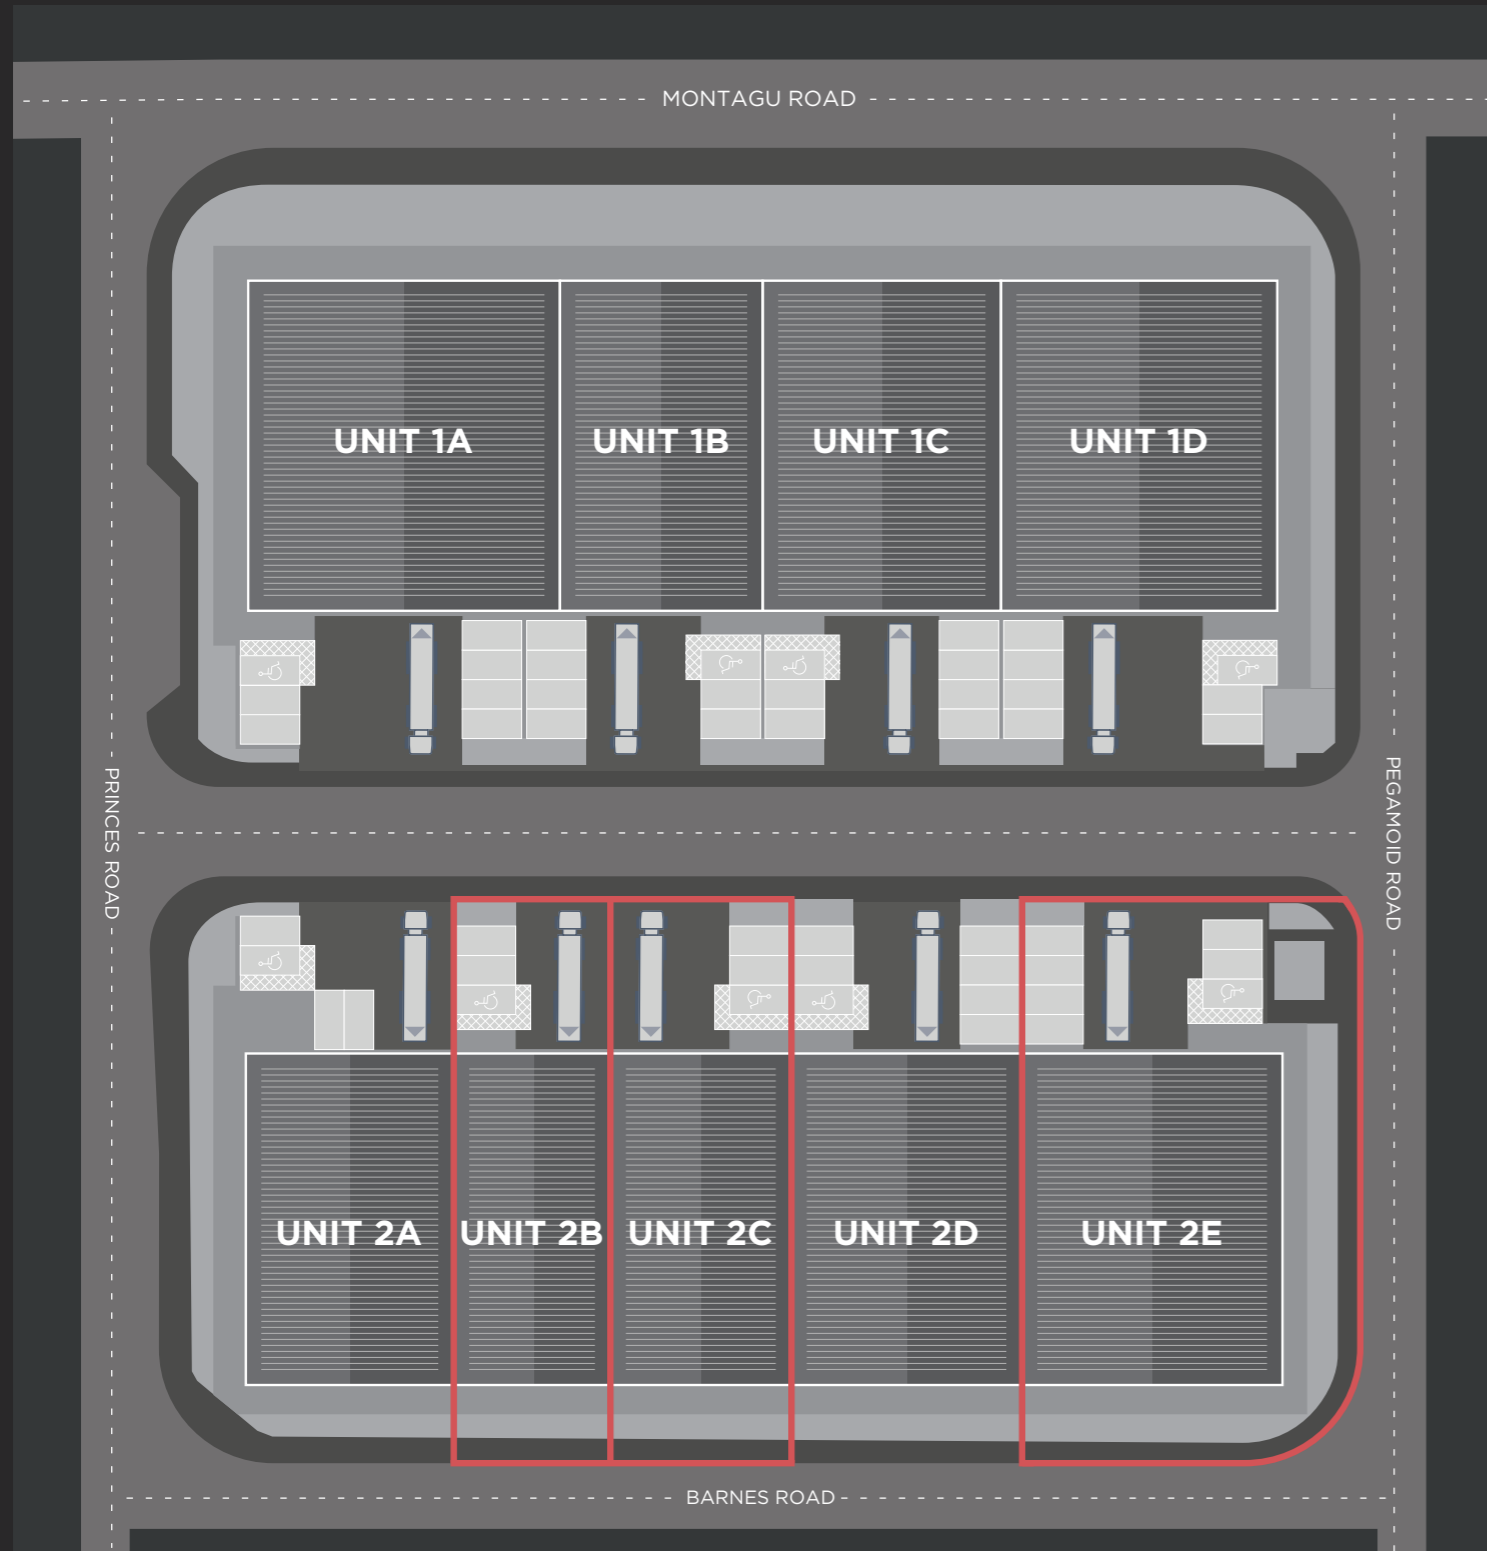 MONTAGU ROAD
UNIT 1A
UNIT 1B
UNIT 1C
UNIT 1D
PRINCES ROAD
PEGAMOID ROAD
UNIT 2A
UNIT 2B
UNIT 2C
UNIT 2D
UNIT 2E
BARNES ROAD